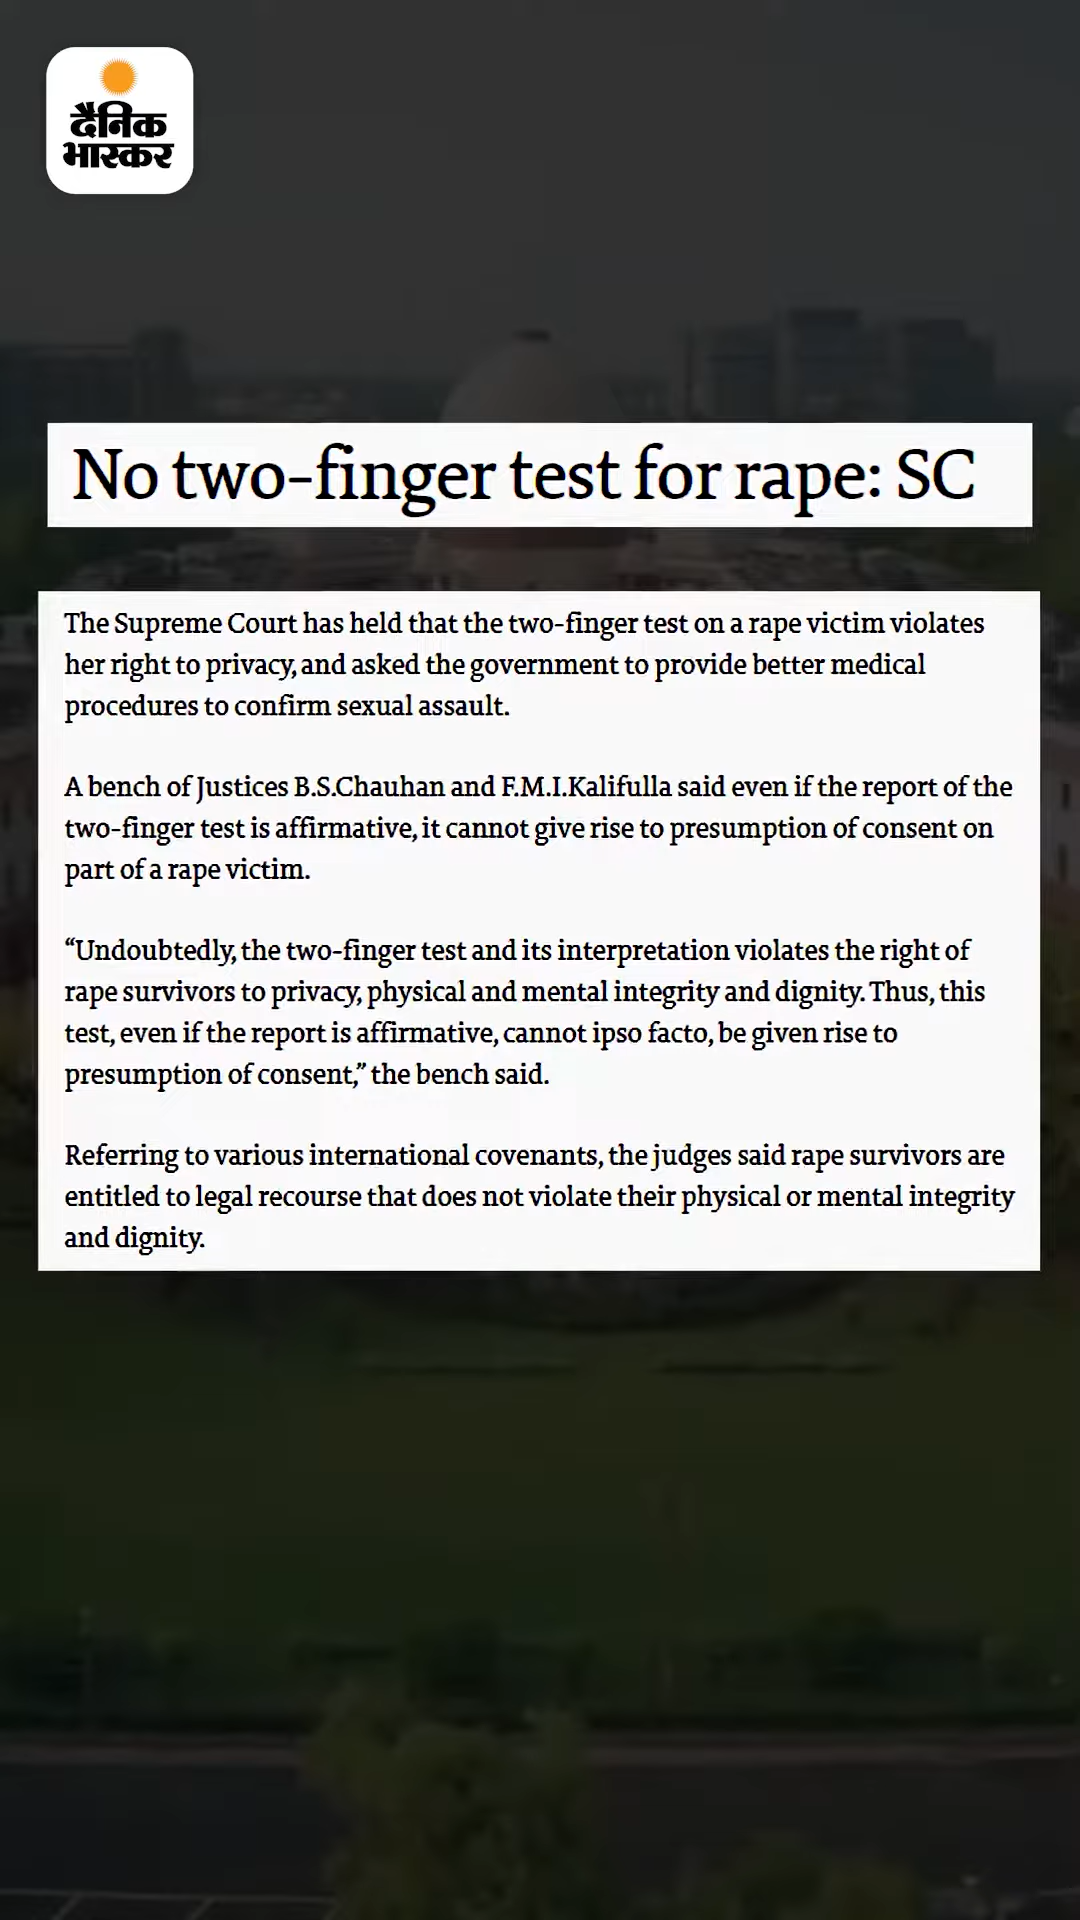 दैनिक
भास्कर
No two-finger test for rape: SC
The Supreme Court has held that the two-finger test on a rape victim violates
her right to privacy, and asked the government to provide better medical
procedures to confirm sexual assault.
A bench of Justices B.S.Chauhan and F.M.I.Kalifulla said even if the report of the
two-finger test is affirmative, it cannot give rise to presumption of consent on
part of a rape victim.
“Undoubtedly, the two-finger test and its interpretation violates the right of
rape survivors to privacy, physical and mental integrity and dignity. Thus, this
test, even if the report is affirmative, cannot ipso facto, be given rise to
presumption of consent,” the bench said.
Referring to various international covenants, the judges said rape survivors are
entitled to legal recourse that does not violate their physical or mental integrity
and dignity.